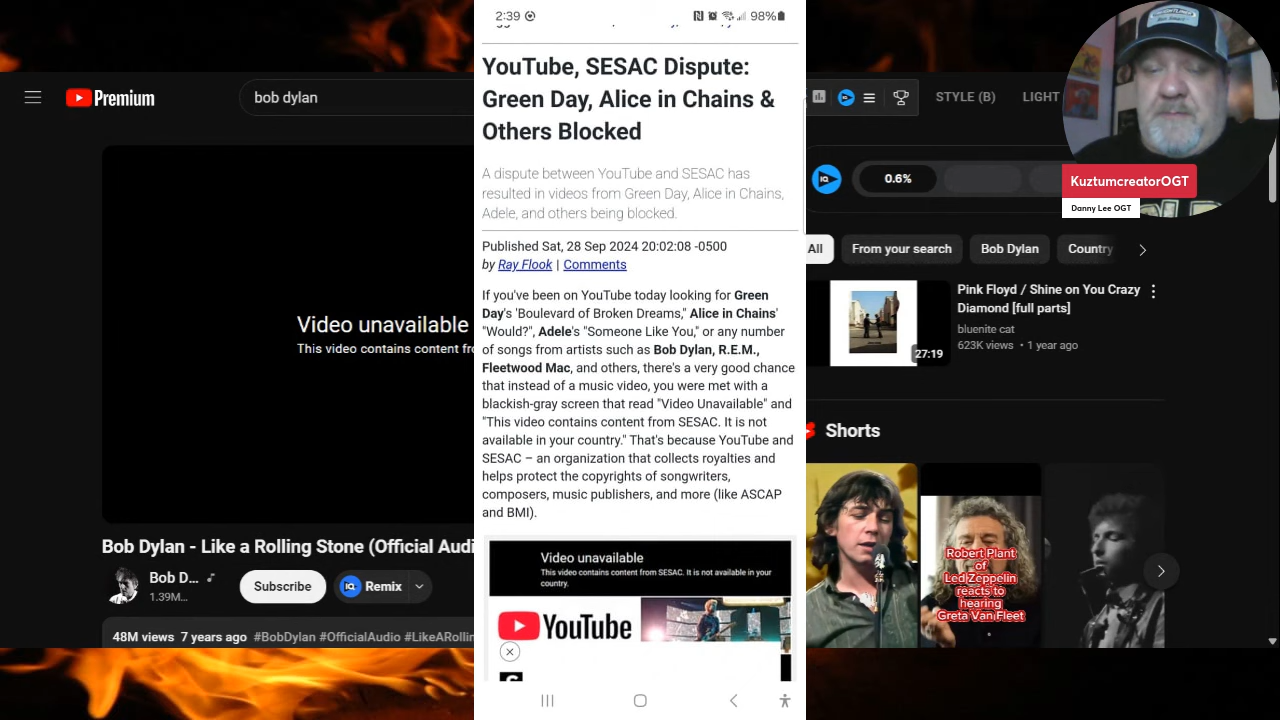 Premium
bob dylan
Video unavailable
This video contains content fr
Bob Dylan - Like a Rolling Stone (Official Audi
Bob D...
1.39M...
Subscribe
Remix
48M views 7 years ago #BobDylan #OfficialAudio #LikeARollin
2:39
98%
YouTube, SESAC Dispute:
Green Day, Alice in Chains &
Others Blocked
A dispute between YouTube and SESAC has
resulted in videos from Green Day, Alice in Chains,
Adele, and others being blocked.
Published Sat, 28 Sep 2024 20:02:08 -0500
by Ray Flook | Comments
If you've been on YouTube today looking for Green
Day's 'Boulevard of Broken Dreams," Alice in Chains'
"Would?", Adele's "Someone Like You," or any number
of songs from artists such as Bob Dylan, R.E.M.,
Fleetwood Mac, and others, there's a very good chance
that instead of a music video, you were met with a
blackish-gray screen that read "Video Unavailable" and
"This video contains content from SESAC. It is not
available in your country." That's because YouTube and
SESAC – an organization that collects royalties and
helps protect the copyrights of songwriters,
composers, music publishers, and more (like ASCAP
and BMI).
Video unavailable
This video contains content from SESAC. It is not available in your
country.
YouTube
STYLE (B)
LIGHT
IQ
0.6%
KuztumcreatorOGT
Danny Lee OGT
All
From your search
Bob Dylan
Country
Pink Floyd / Shine on You Crazy
Diamond [full parts]
bluenite cat
623K views • 1 year ago
27:19
Shorts
Robert Plant
of
Led Zeppelin
reacts to
hearing
Greta Van Fleet